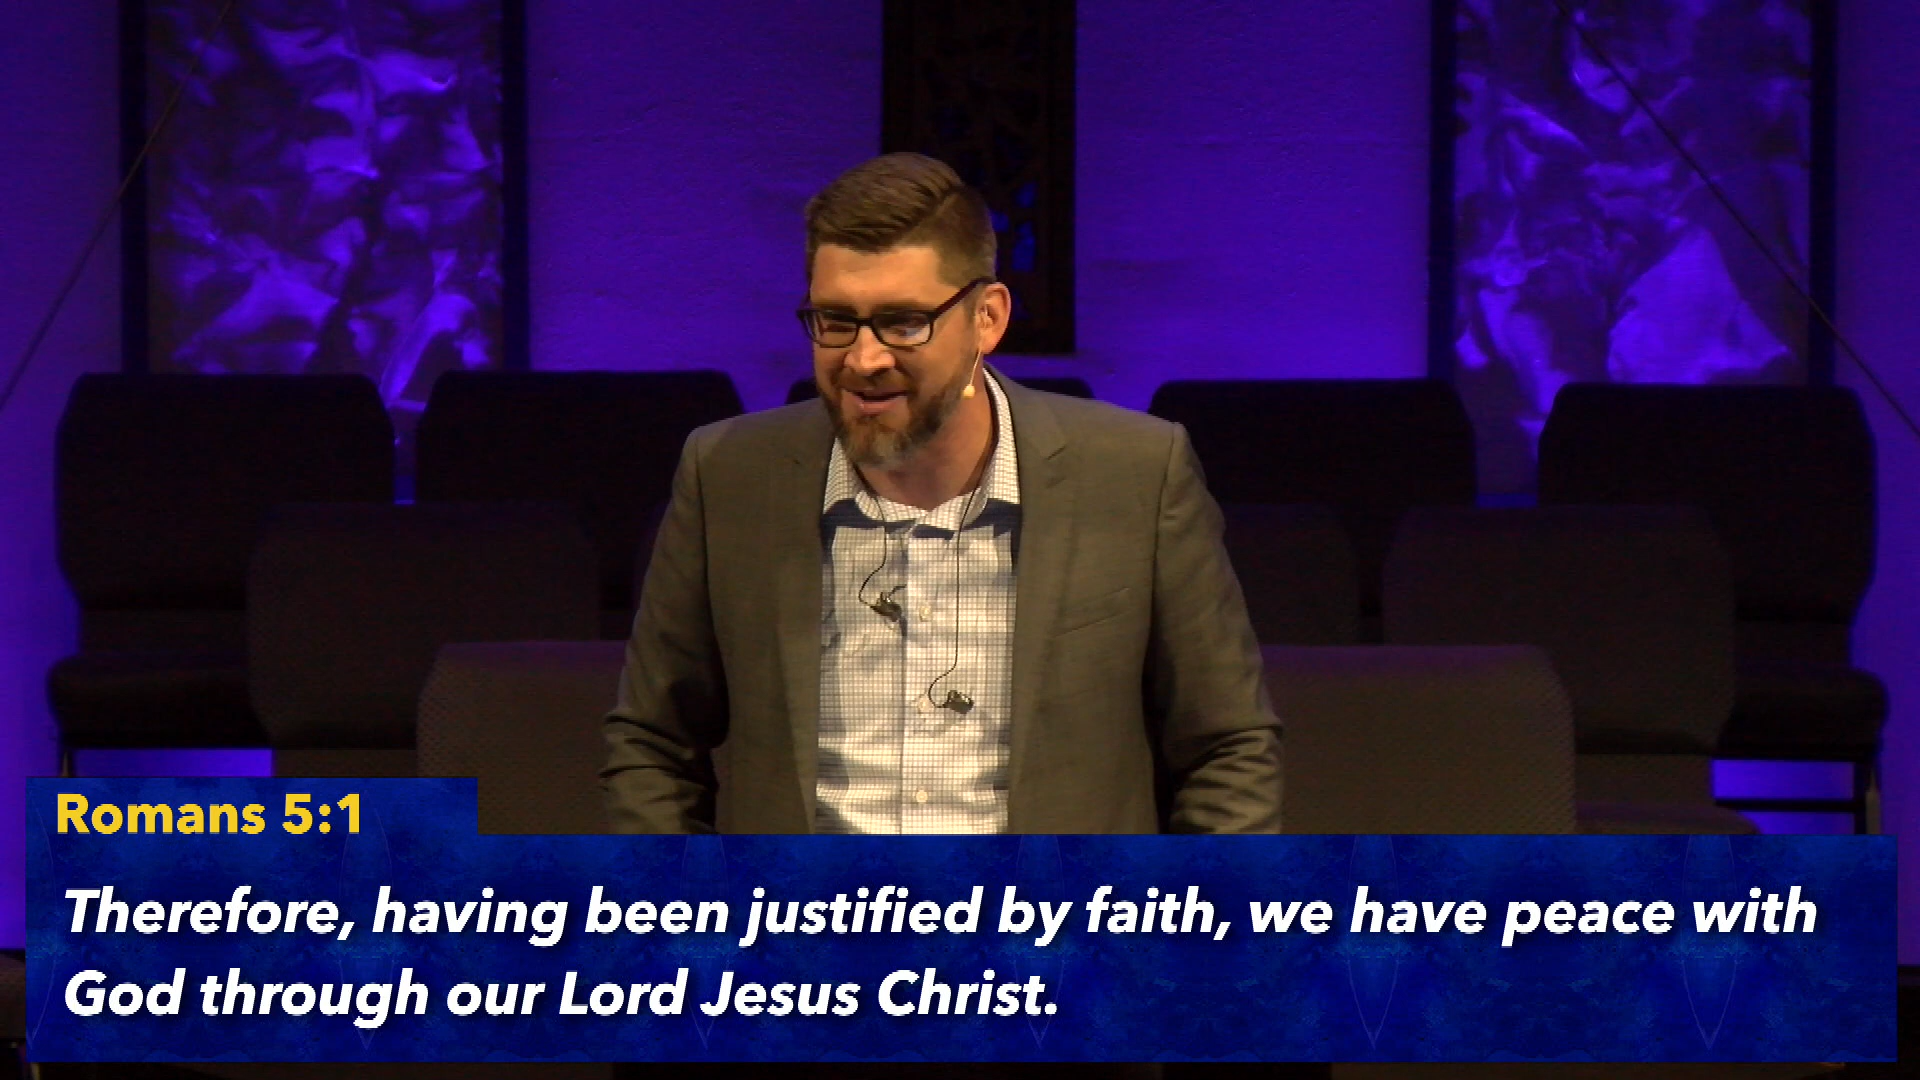 Romans 5:1
Therefore, having been justified by faith, we have peace with
God through our Lord Jesus Christ.